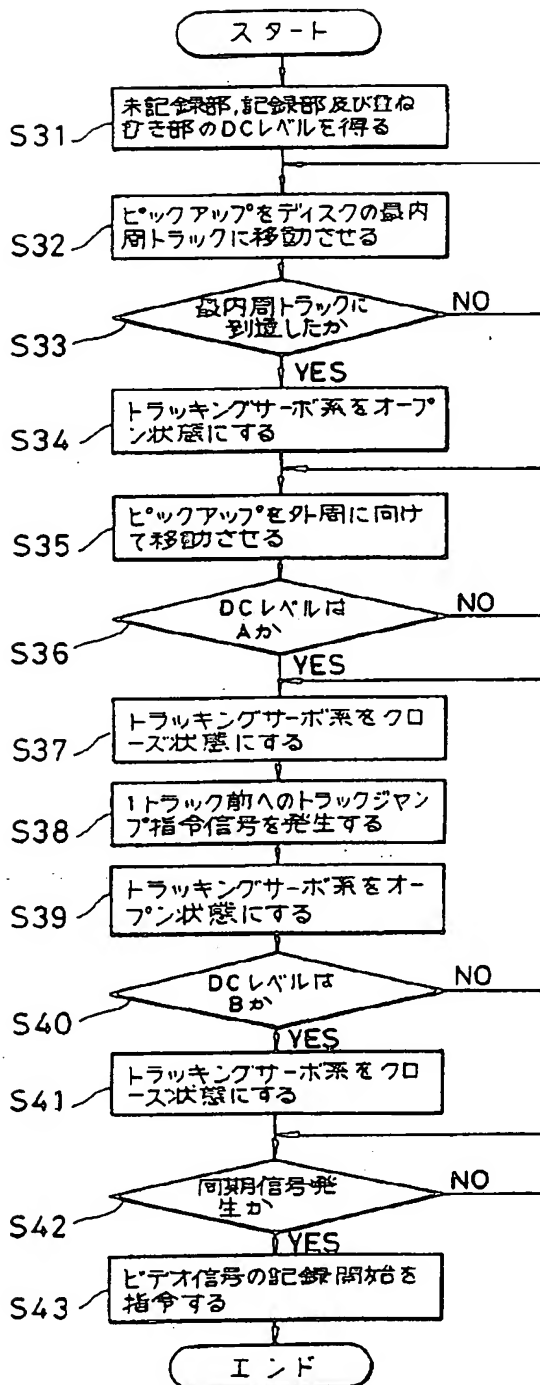 スタート
S31
未記録部,記録部及び重ね
びき部のDCレベルを得る
S32
ピックアップをディスクの最内
周トラックに移動させる
S33
最内周トラックに
到達したか
NO
YES
S34
トラッキングサーボ系をオープ
ン状態にする
S35
ピックアップを外周に向け
て移動させる
S36
DCレベルは
Aか
NO
YES
S37
トラッキングサーボ系をクロ
ーズ状態にする
S38
1トラック前へのトラックジャン
プ指令信号を発生する
S39
トラッキングサーボ系をオー
プン状態にする
S40
DCレベルは
Bか
NO
YES
S41
トラッキングサーボ系をクロ
ーズ状態にする
S42
同期信号発
生か
NO
YES
S43
ビデオ信号の記録開始を
指令する
エンド